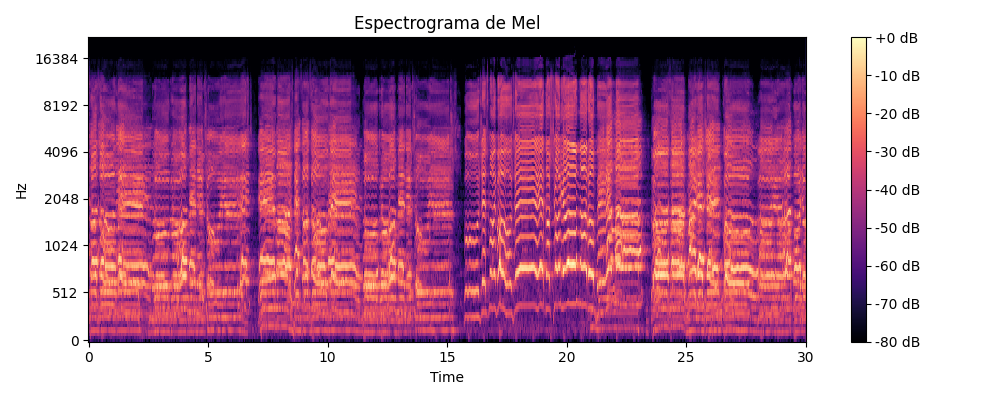 Espectrograma de Mel
Hz
16384
8192
4096
2048
1024
512
0
0 5 10 15 20 25 30
Time
+0 dB
-10 dB
-20 dB
-30 dB
-40 dB
-50 dB
-60 dB
-70 dB
-80 dB